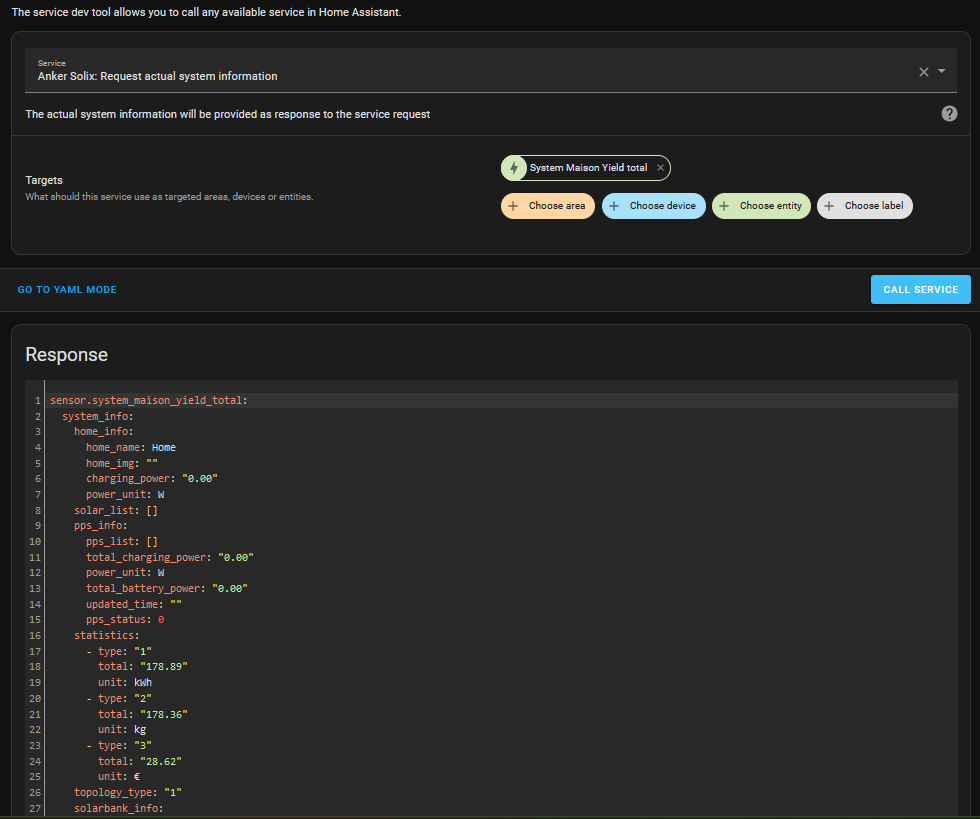 The service dev tool allows you to call any available service in Home Assistant.
Service
Anker Solix: Request actual system information
The actual system information will be provided as response to the service request
Targets
What should this service use as targeted areas, devices or entities.
System Maison Yield total
Choose area
Choose device
Choose entity
Choose label
GO TO YAML MODE
CALL SERVICE
Response
1 sensor.system_maison_yield_total:
2 system_info:
3 home_info:
4 home_name: Home
5 home_img: ""
6 charging_power: "0.00"
7 power_unit: W
8 solar_list: []
9 pps_info:
10 pps_list: []
11 total_charging_power: "0.00"
12 power_unit: W
13 total_battery_power: "0.00"
14 updated_time: ""
15 pps_status: 0
16 statistics:
17 - type: "1"
18 total: "178.89"
19 unit: kWh
20 - type: "2"
21 total: "178.36"
22 unit: kg
23 - type: "3"
24 total: "28.62"
25 unit: €
26 topology_type: "1"
27 solarbank_info: